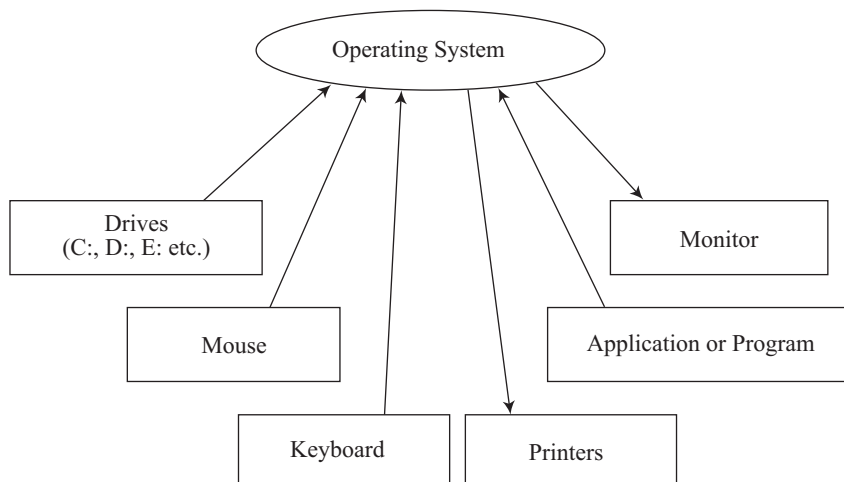 Operating System
Drives
(C:, D:, E: etc.)
Monitor
Mouse
Application or Program
Keyboard
Printers